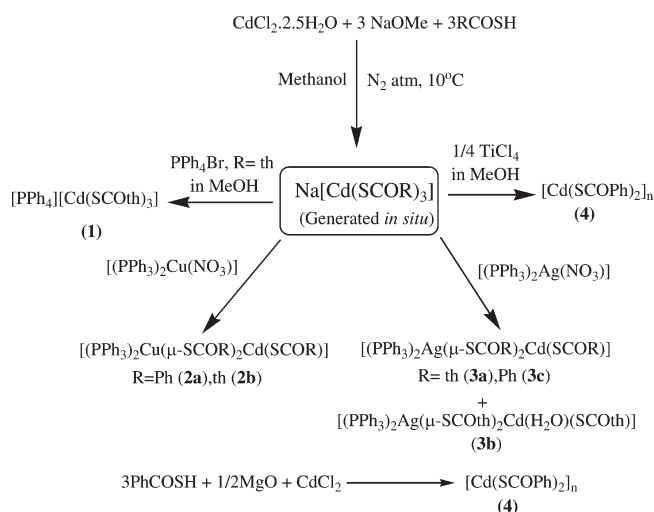 CdCl₂.2.5H₂O + 3 NaOMe + 3RCOSH
Methanol N₂ atm, 10°C
PPh₄Br, R= th
in MeOH
1/4 TiCl₄
in MeOH
[PPh₄][Cd(SCOth)₃]
(1)
Na[Cd(SCOR)₃]
(Generated in situ)
[Cd(SCOPh)₂]n
(4)
[(PPh₃)₂Cu(NO₃)]
[(PPh₃)₂Ag(NO₃)]
[(PPh₃)₂Cu(μ-SCOR)₂Cd(SCOR)]
R=Ph (2a),th (2b)
[(PPh₃)₂Ag(μ-SCOR)₂Cd(SCOR)]
R= th (3a),Ph (3c)
+
[(PPh₃)₂Ag(μ-SCOth)₂Cd(H₂O)(SCOth)]
(3b)
3PhCOSH + 1/2MgO + CdCl₂ [Cd(SCOPh)₂]n
(4)